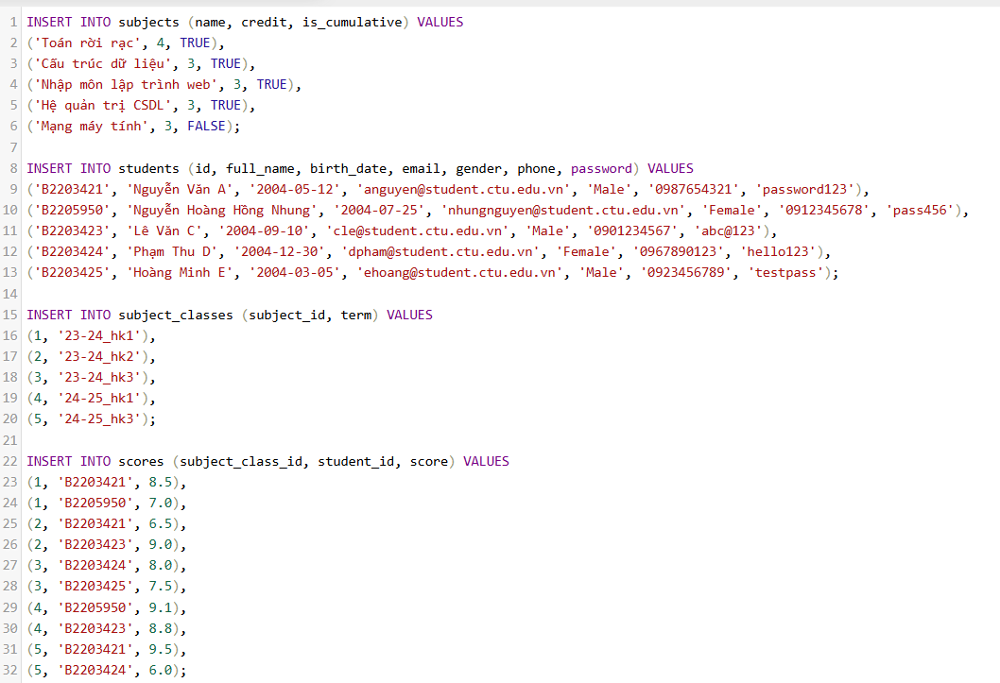 1 INSERT INTO subjects (name, credit, is_cumulative) VALUES
2 ('Toán rời rạc', 4, TRUE),
3 ('Cấu trúc dữ liệu', 3, TRUE),
4 ('Nhập môn lập trình web', 3, TRUE),
5 ('Hệ quản trị CSDL', 3, TRUE),
6 ('Mạng máy tính', 3, FALSE);
7
8 INSERT INTO students (id, full_name, birth_date, email, gender, phone, password) VALUES
9 ('B2203421', 'Nguyễn Văn A', '2004-05-12', 'anguyen@student.ctu.edu.vn', 'Male', '0987654321', 'password123'),
10 ('B2205950', 'Nguyễn Hoàng Hồng Nhung', '2004-07-25', 'nhungnguyen@student.ctu.edu.vn', 'Female', '0912345678', 'pass456'),
11 ('B2203423', 'Lê Văn C', '2004-09-10', 'cle@student.ctu.edu.vn', 'Male', '0901234567', 'abc@123'),
12 ('B2203424', 'Phạm Thu D', '2004-12-30', 'dpham@student.ctu.edu.vn', 'Female', '0967890123', 'hello123'),
13 ('B2203425', 'Hoàng Minh E', '2004-03-05', 'ehoang@student.ctu.edu.vn', 'Male', '0923456789', 'testpass');
14
15 INSERT INTO subject_classes (subject_id, term) VALUES
16 (1, '23-24_hk1'),
17 (2, '23-24_hk2'),
18 (3, '23-24_hk3'),
19 (4, '24-25_hk1'),
20 (5, '24-25_hk3');
21
22 INSERT INTO scores (subject_class_id, student_id, score) VALUES
23 (1, 'B2203421', 8.5),
24 (1, 'B2205950', 7.0),
25 (2, 'B2203421', 6.5),
26 (2, 'B2203423', 9.0),
27 (3, 'B2203424', 8.0),
28 (3, 'B2203425', 7.5),
29 (4, 'B2205950', 9.1),
30 (4, 'B2203423', 8.8),
31 (5, 'B2203421', 9.5),
32 (5, 'B2203424', 6.0);